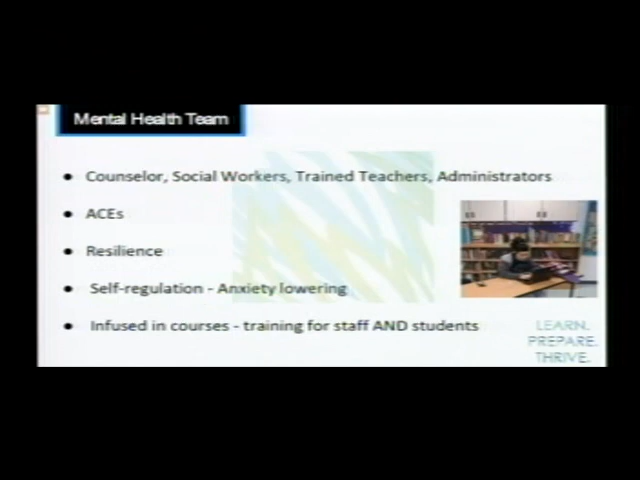 Mental Health Team
● Counselor, Social Workers, Trained Teachers, Administrators
● ACEs
● Resilience
● Self-regulation - Anxiety lowering
● Infused in courses - training for staff AND students
LEARN.
PREPARE.
THRIVE.